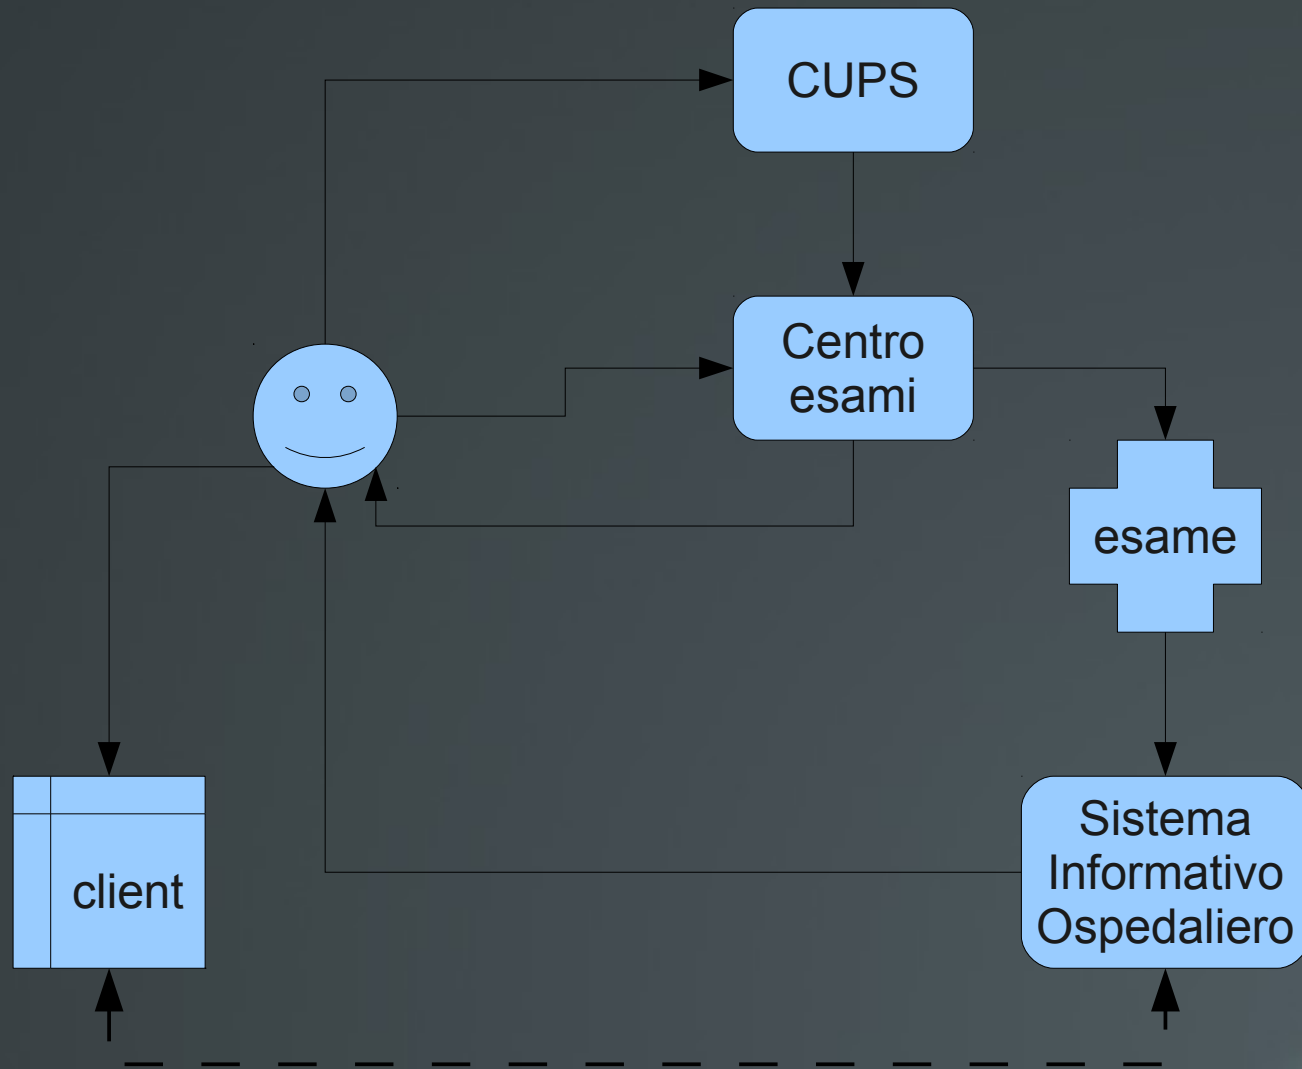 CUPS
Centro
esami
esame
Sistema
Informativo
Ospedaliero
client